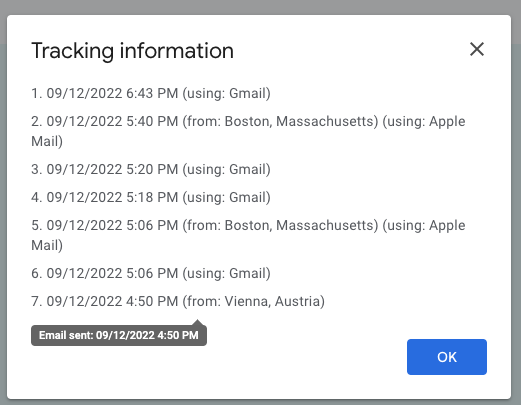 Tracking information
1. 09/12/2022 6:43 PM (using: Gmail)
2. 09/12/2022 5:40 PM (from: Boston, Massachusetts) (using: Apple
Mail)
3. 09/12/2022 5:20 PM (using: Gmail)
4. 09/12/2022 5:18 PM (using: Gmail)
5. 09/12/2022 5:06 PM (from: Boston, Massachusetts) (using: Apple
Mail)
6. 09/12/2022 5:06 PM (using: Gmail)
7. 09/12/2022 4:50 PM (from: Vienna, Austria)
Email sent: 09/12/2022 4:50 PM
OK